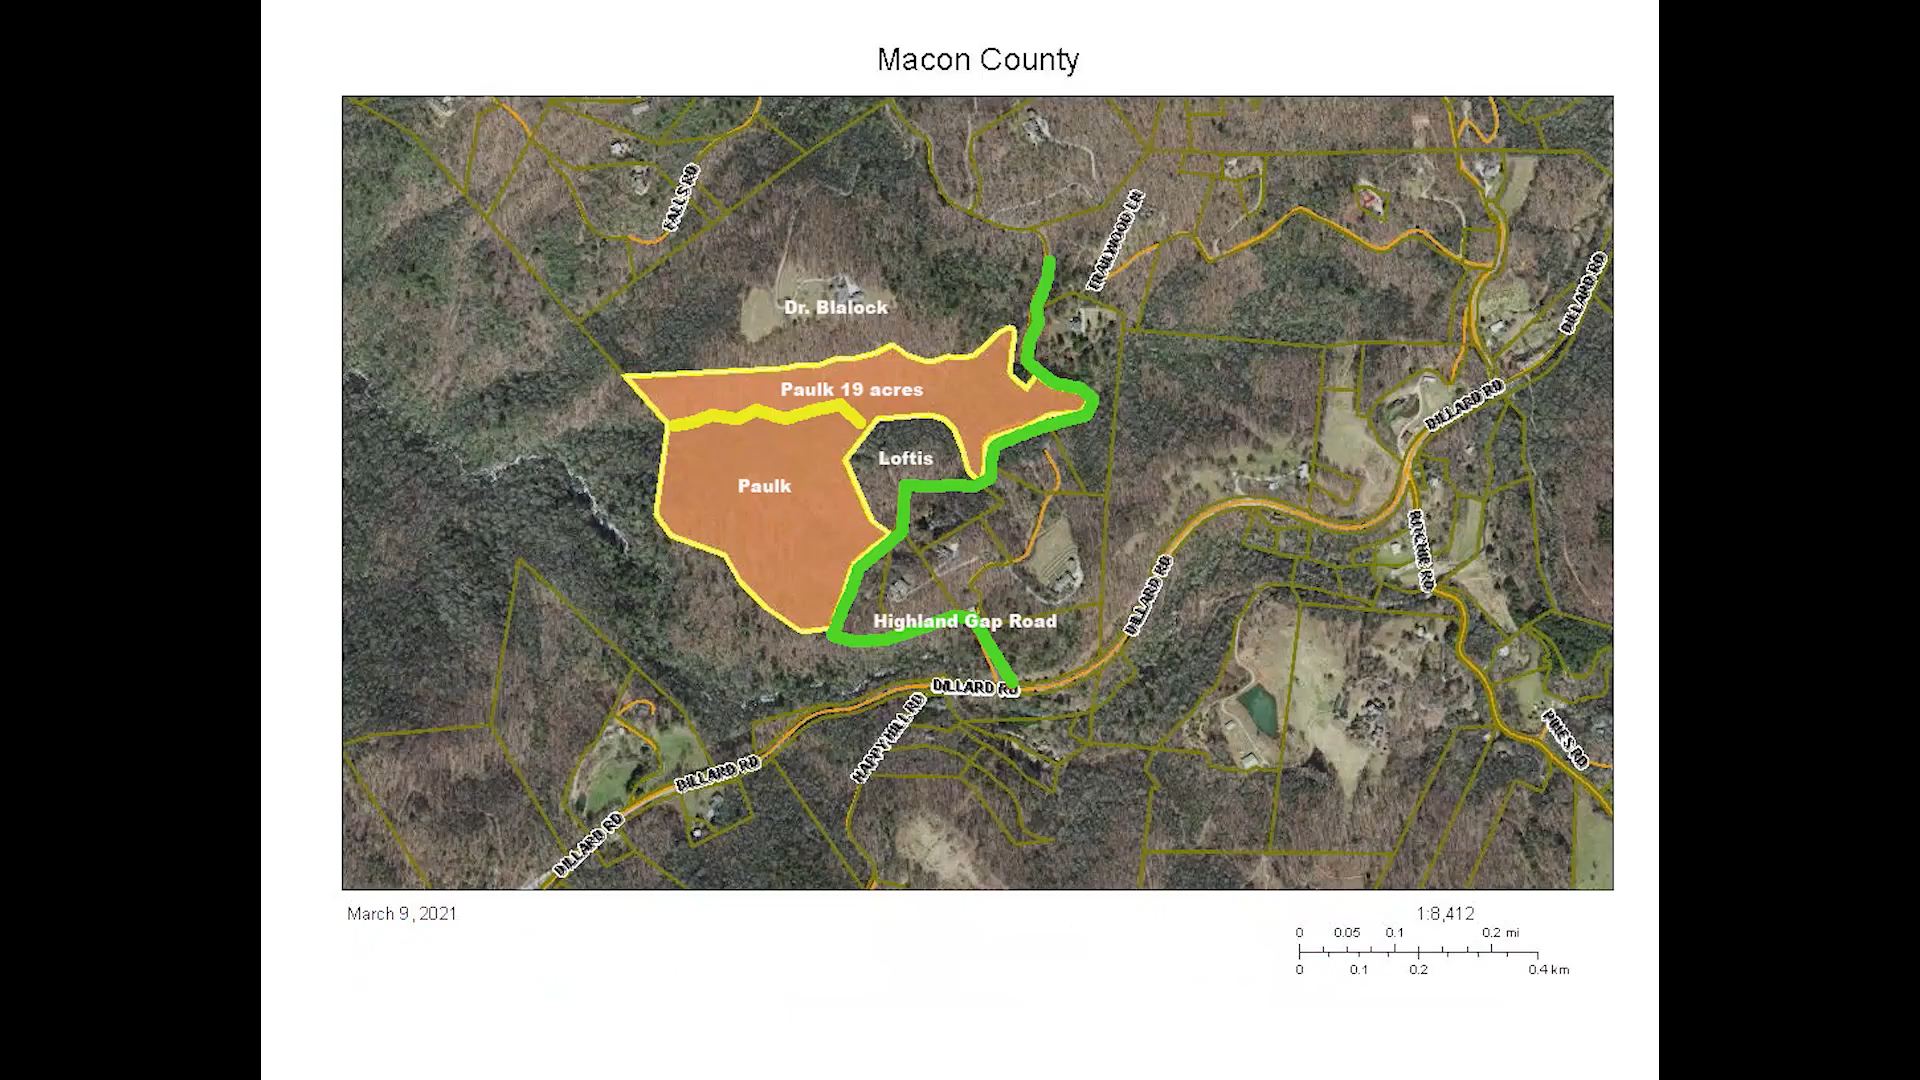 Macon County
FALLS RD
TRAILWOOD LN
DILLARD RD
Dr. Blalock
Paulk 19 acres
DILLARD RD
Loftis
Paulk
RITCHIE RD
DILLARD RD
Highland Gap Road
DILLARD RD
HAPPY HILL RD
PINES RD
DILLARD RD
DILLARD RD
March 9, 2021
1:8,412
0 0.05 0.1 0.2 mi
0 0.1 0.2 0.4 km